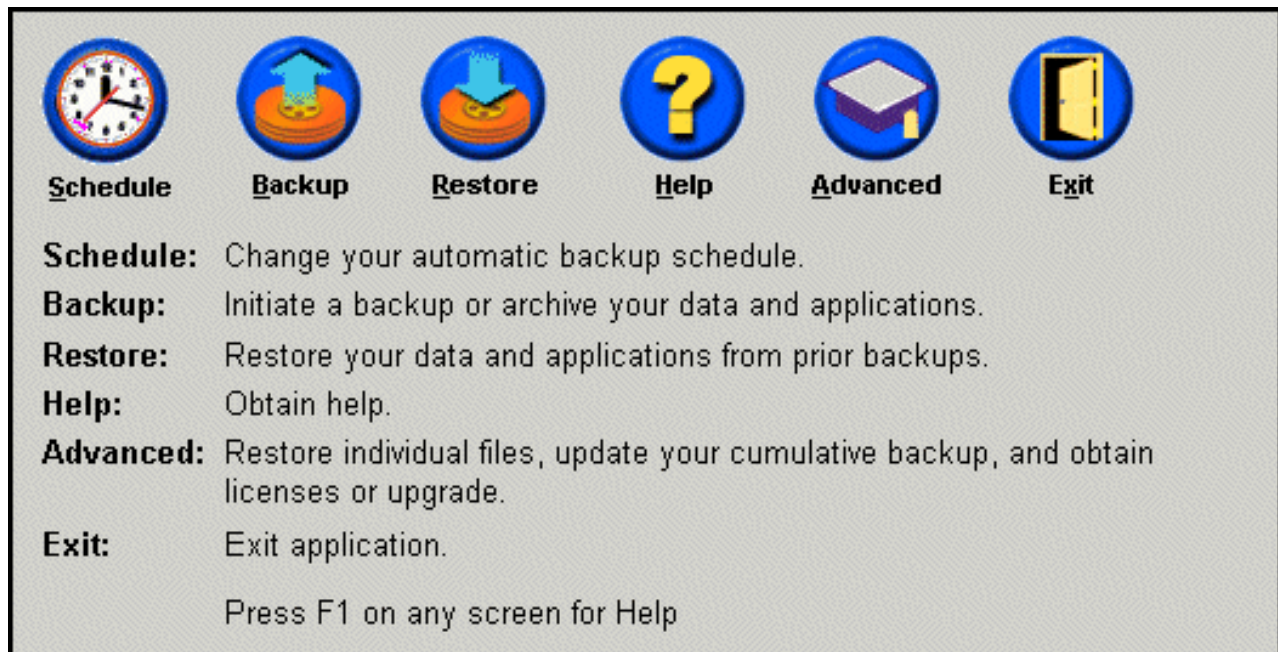 Schedule Backup Restore Help Advanced Exit
Schedule: Change your automatic backup schedule.
Backup: Initiate a backup or archive your data and applications.
Restore: Restore your data and applications from prior backups.
Help: Obtain help.
Advanced: Restore individual files, update your cumulative backup, and obtain
licenses or upgrade.
Exit: Exit application.
Press F1 on any screen for Help